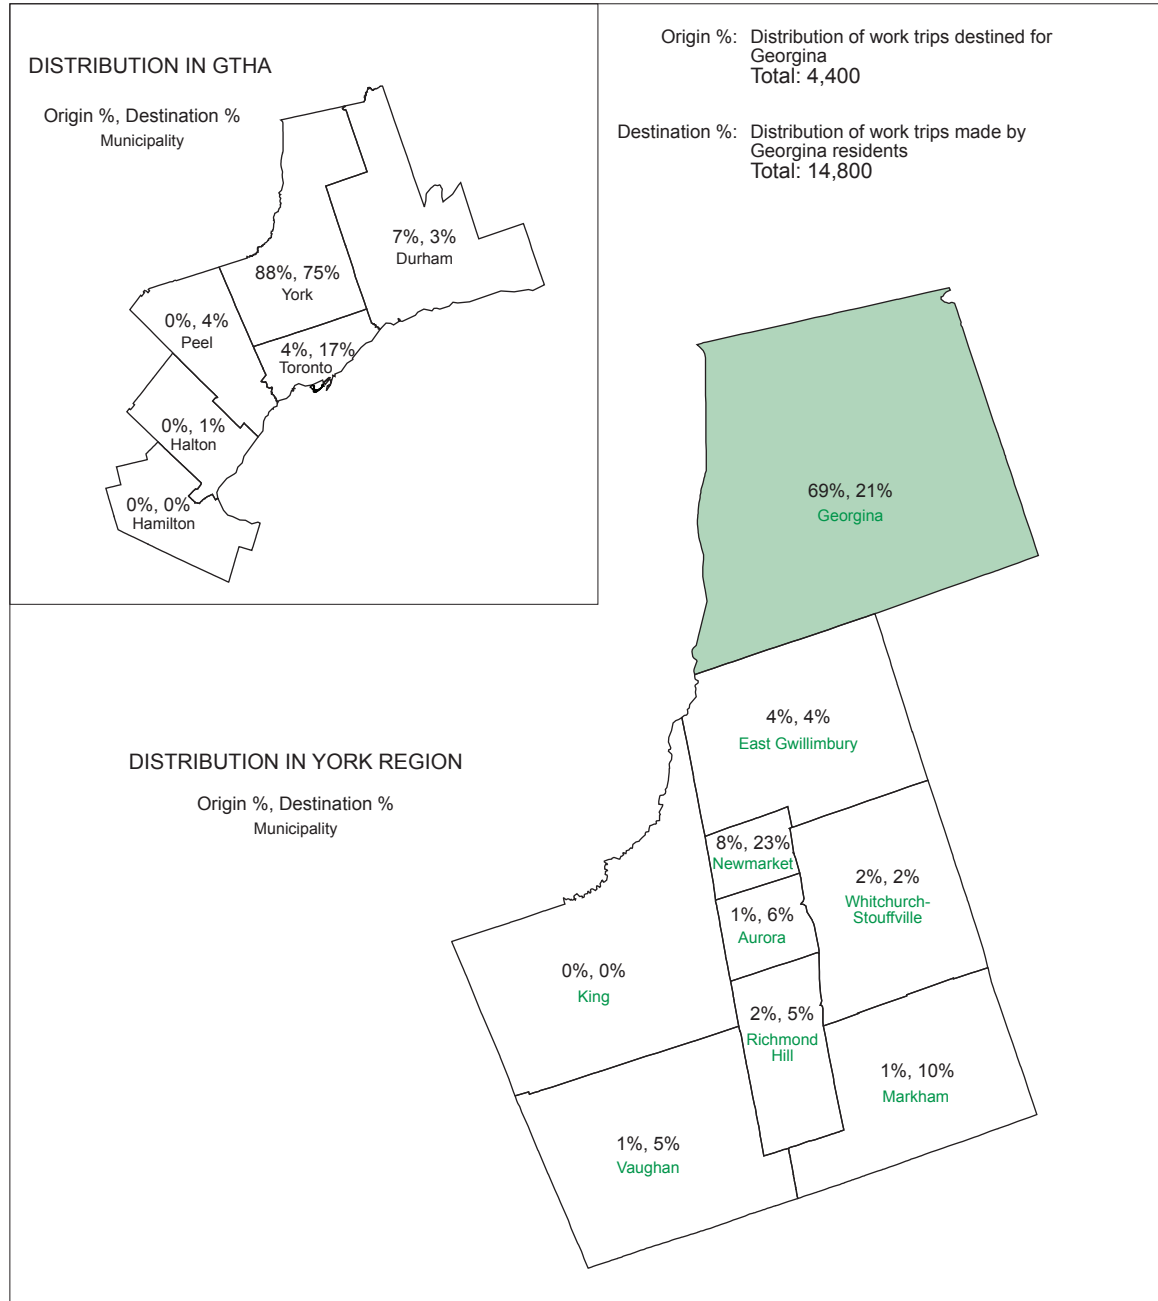 DISTRIBUTION IN GTHA
Origin %, Destination %
Municipality
7%, 3%
Durham
88%, 75%
York
0%, 4%
Peel
4%, 17%
Toronto
0%, 1%
Halton
0%, 0%
Hamilton
Origin %: Distribution of work trips destined for
Georgina
Total: 4,400
Destination %: Distribution of work trips made by
Georgina residents
Total: 14,800
69%, 21%
Georgina
DISTRIBUTION IN YORK REGION
Origin %, Destination %
Municipality
4%, 4%
East Gwillimbury
8%, 23%
Newmarket
2%, 2%
Whitchurch-
Stouffville
1%, 6%
Aurora
0%, 0%
King
2%, 5%
Richmond
Hill
1%, 10%
Markham
1%, 5%
Vaughan